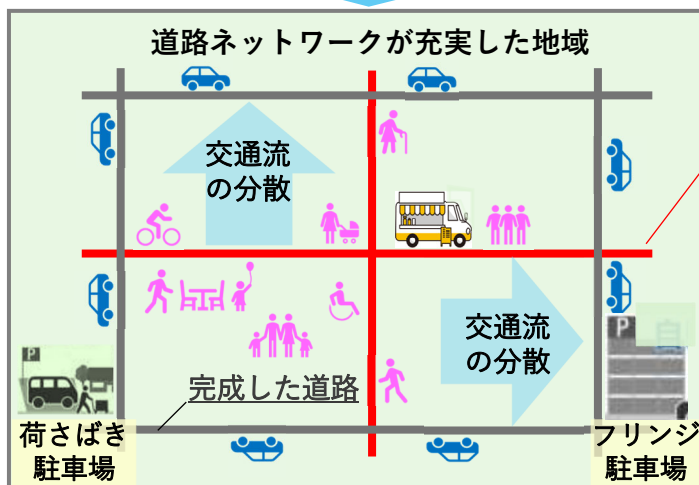 道路ネットワークが充実した地域
交通流
の分散
交通流
の分散
完成した道路
P
荷さばき
駐車場
P
フリンジ
駐車場